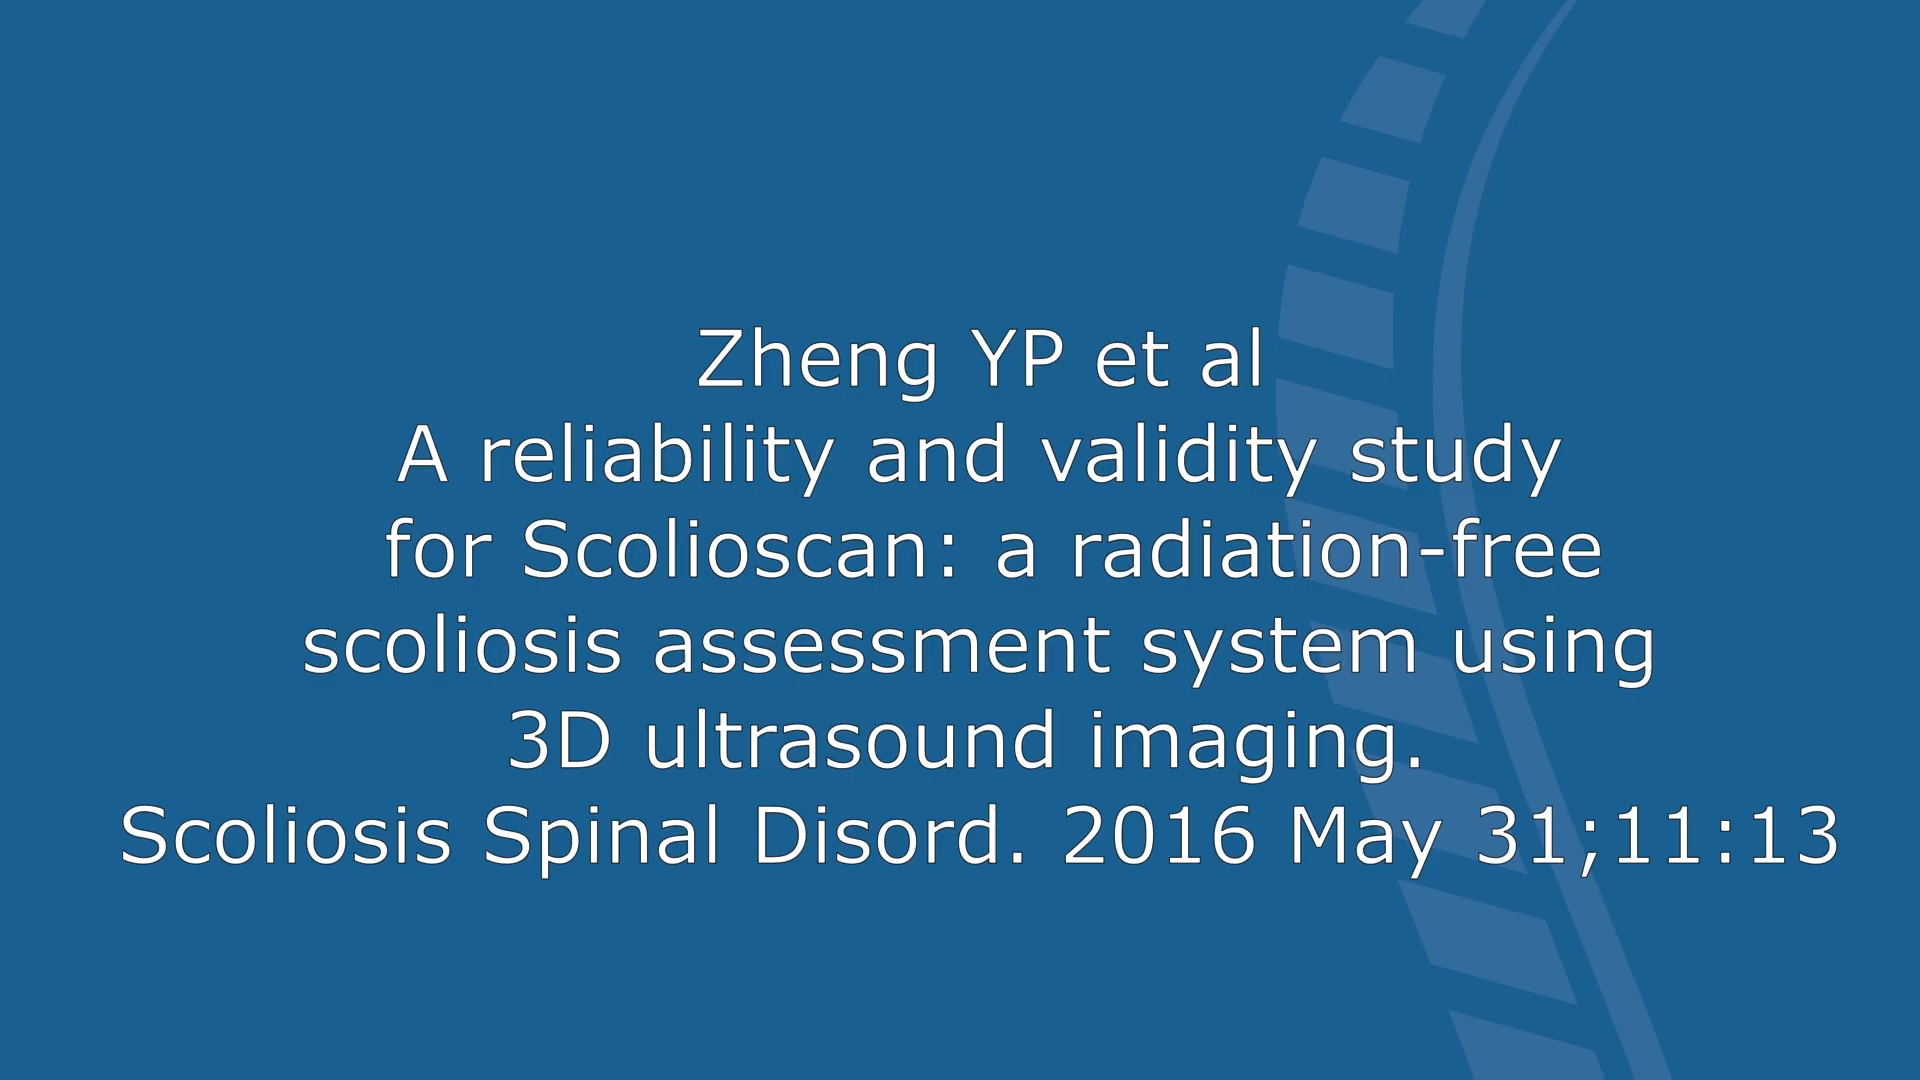 Zheng YP et al
A reliability and validity study
for Scolioscan: a radiation-free
scoliosis assessment system using
3D ultrasound imaging.
Scoliosis Spinal Disord. 2016 May 31;11:13